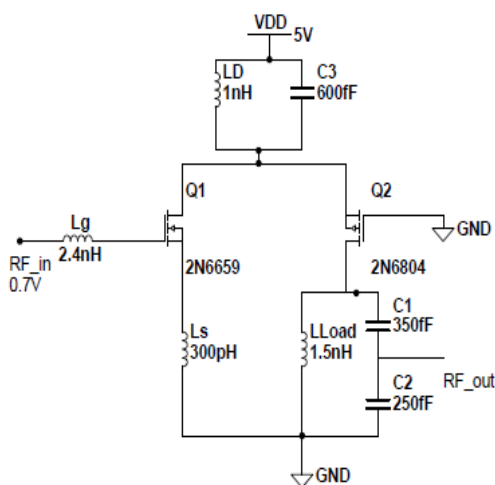 VDD
5V
LD
1nH
C3
600fF
Q1
Q2
Lg
2.4nH
GND
RF_in
0.7V
2N6659
2N6804
Ls
300pH
LLoad
1.5nH
C1
350fF
RF_out
C2
250fF
GND